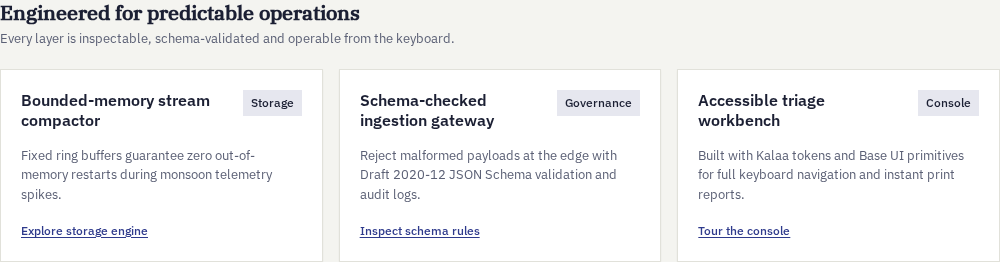 Engineered for predictable operations
Every layer is inspectable, schema-validated and operable from the keyboard.
Bounded-memory stream
compactor
Storage
Fixed ring buffers guarantee zero out-of-
memory restarts during monsoon telemetry
spikes.
Explore storage engine
Schema-checked
ingestion gateway
Governance
Reject malformed payloads at the edge with
Draft 2020-12 JSON Schema validation and
audit logs.
Inspect schema rules
Accessible triage
workbench
Console
Built with Kalaa tokens and Base UI primitives
for full keyboard navigation and instant print
reports.
Tour the console